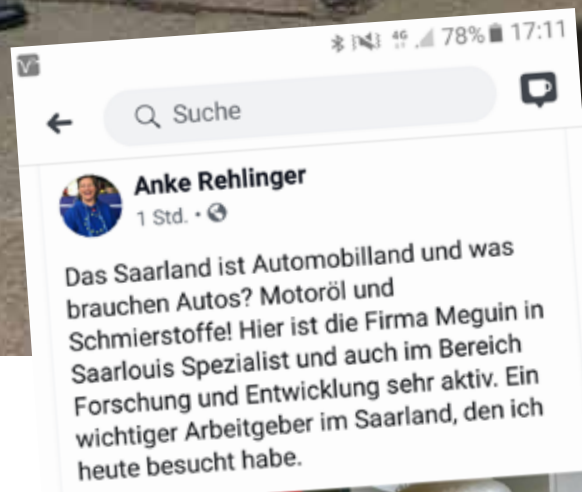 4G 78% 17:11
Suche
Anke Rehlinger
1 Std. •
Das Saarland ist Automobilland und was
brauchen Autos? Motoröl und
Schmierstoffe! Hier ist die Firma Meguin in
Saarlouis Spezialist und auch im Bereich
Forschung und Entwicklung sehr aktiv. Ein
wichtiger Arbeitgeber im Saarland, den ich
heute besucht habe.